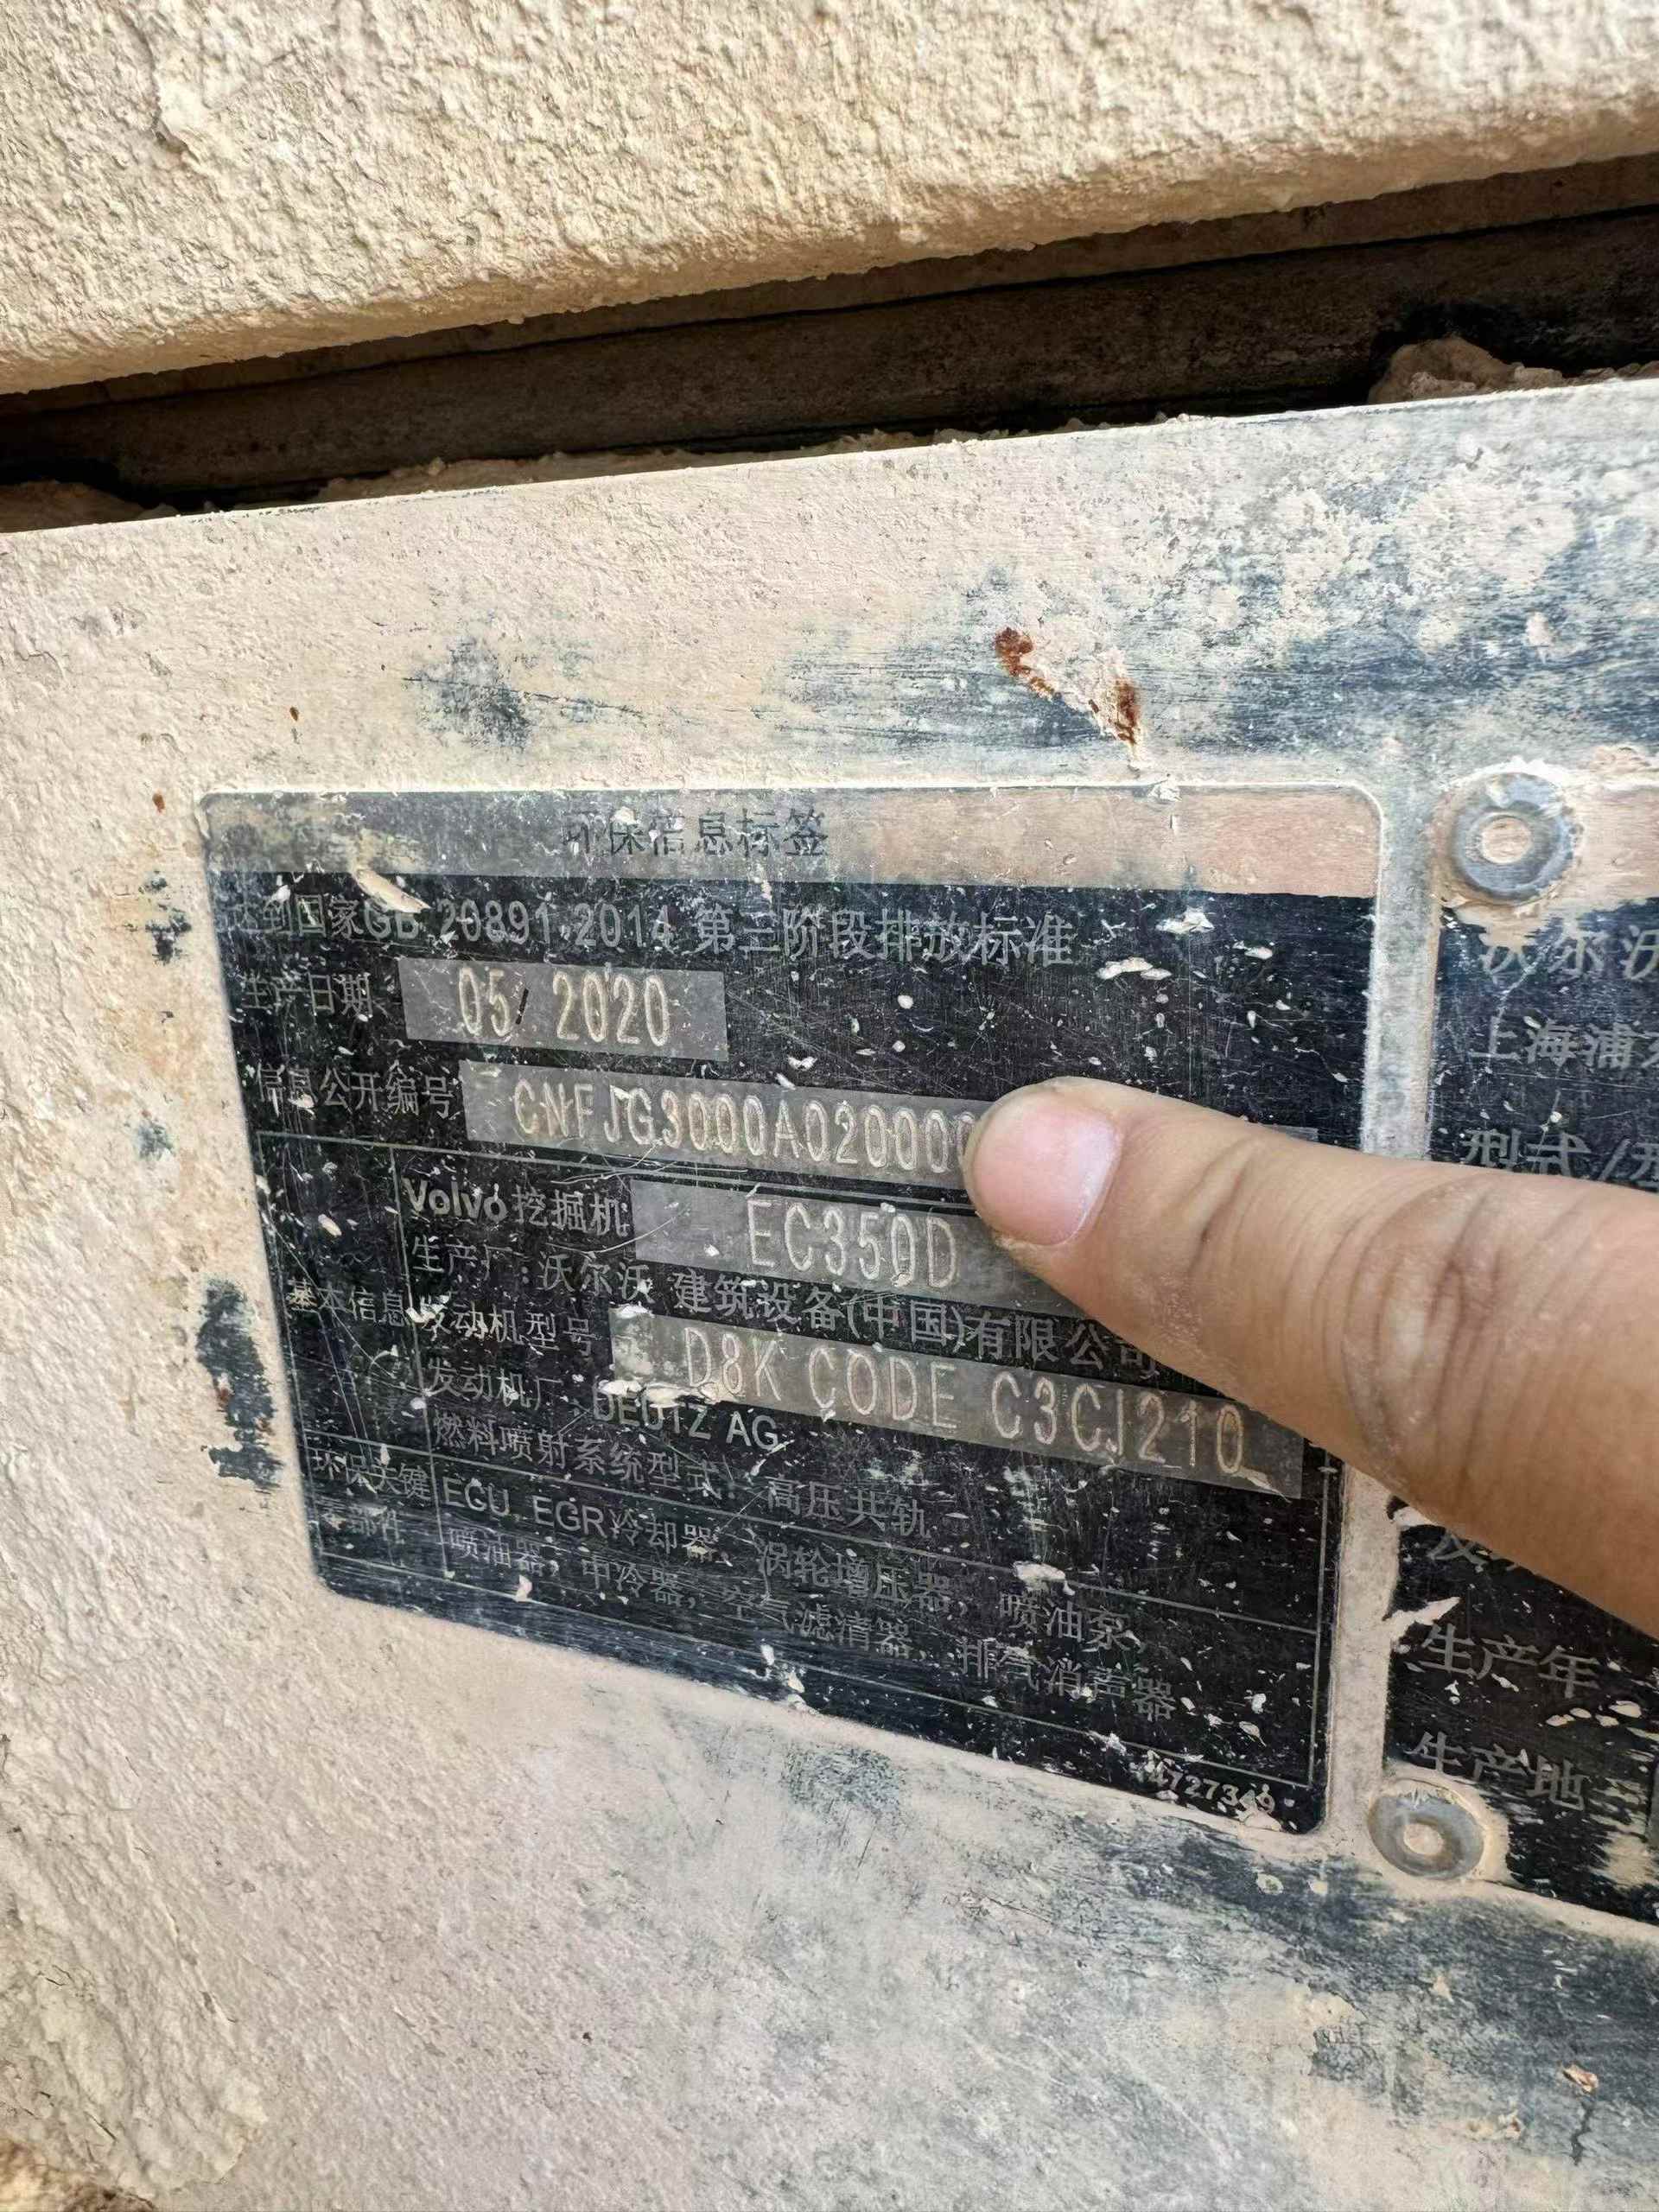 环保信息标签
达到国家GB 20891-2014 第三阶段排放标准
生产日期 05/ 2020
信息公开编号 CNFJG3000A020000
Volvo挖掘机 EC350D
生产厂:沃尔沃 建筑设备(中国)有限公司
基本信息
发动机型号 D8K CODE C3CJ210
发动机厂:DEUTZ AG
燃料喷射系统型式:高压共轨
环保关键零部件
ECU, EGR冷却器, 涡轮增压器, 喷油泵,
喷油器, 中冷器, 空气滤清器, 排气消声器
沃尔沃
上海浦
型式/
生产年
生产地